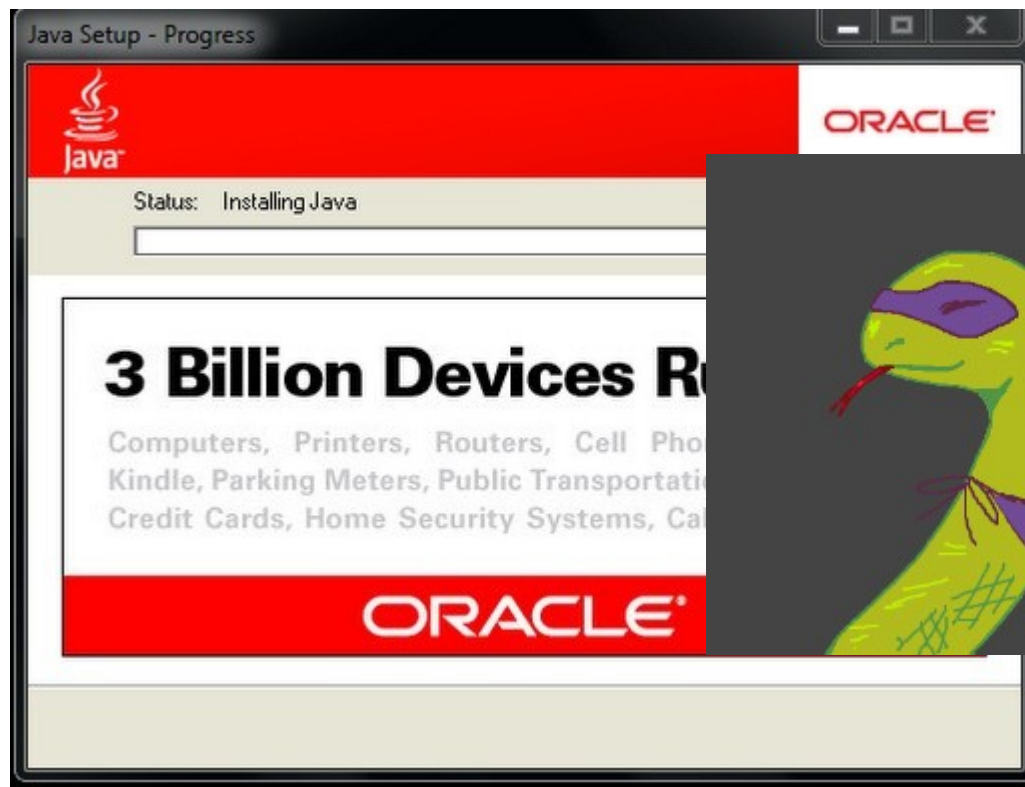 Java Setup - Progress
Java
ORACLE
Status: Installing Java
3 Billion Devices
Computers, Printers, Routers, Cell
Kindle, Parking Meters, Public
Credit Cards, Home Security Systems,
ORACLE